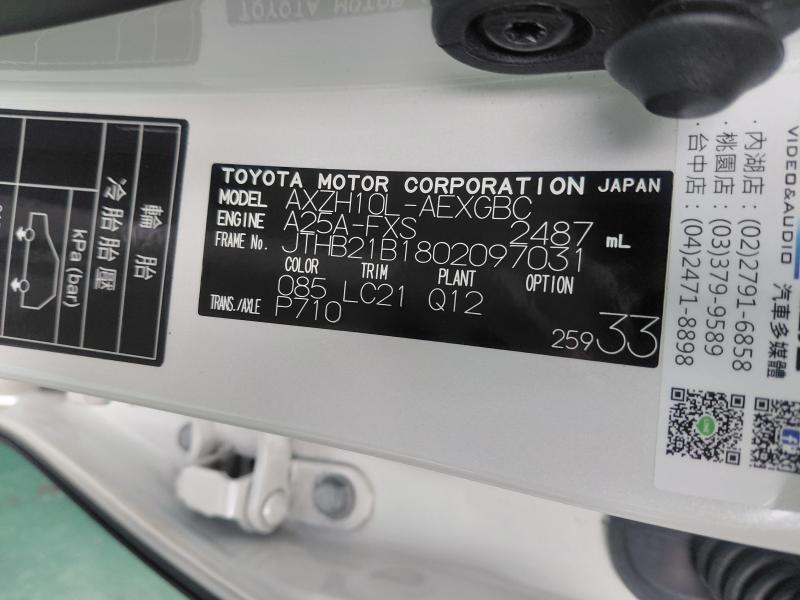 TOYOTA MOTOR CORPORATION JAPAN
MODEL AXZH10L-AEXGBC
ENGINE A25A-FXS 2487 mL
FRAME No. JTHB21B1802097031
COLOR TRIM PLANT OPTION
085 LC21 Q12
TRANS./AXLE P710
25933
輪胎
冷胎胎壓
kPa (bar)
VIDEO&AUDIO 汽車多媒體
·內湖店:(02)2791-6858
·桃園店:(03)379-9589
·台中店:(04)2471-8898
LINE